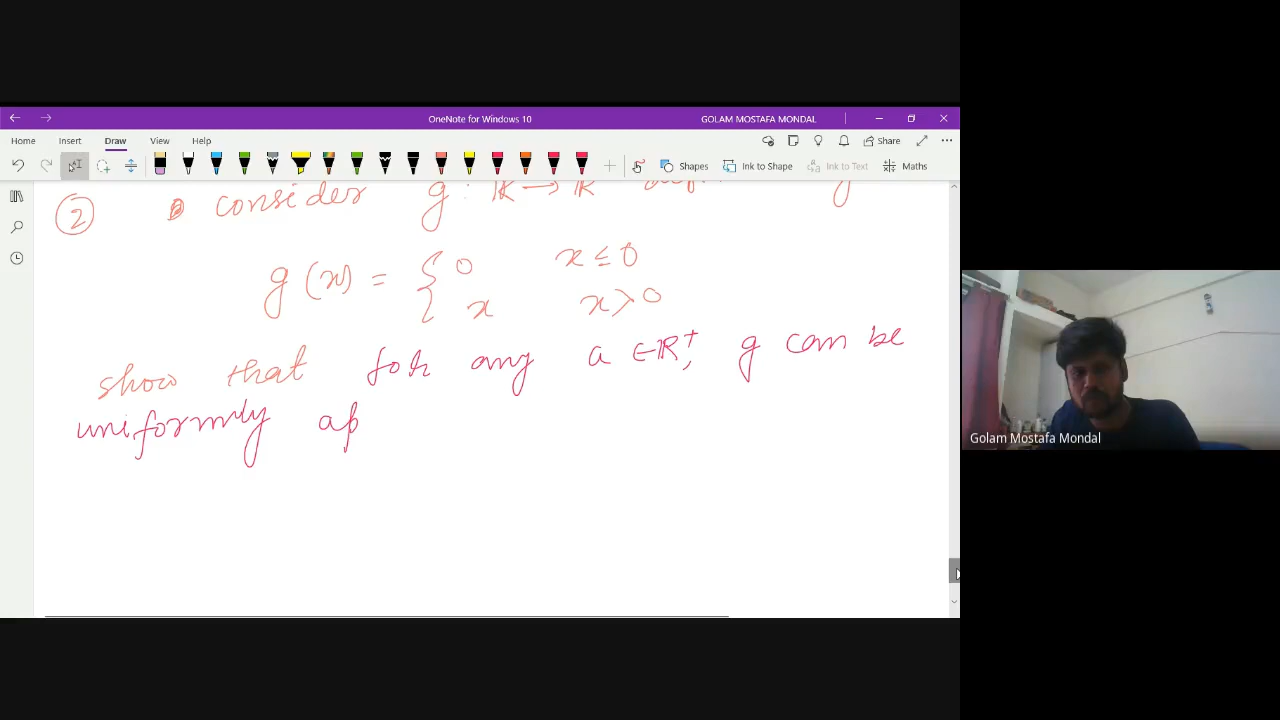 OneNote for Windows 10
GOLAM MOSTAFA MONDAL
Home Insert Draw View Help
Share
Shapes Ink to Shape Ink to Text Maths
② consider g : ℝ → ℝ
g(x) = { 0 x ≤ 0
x x > 0
show that for any a ∈ ℝ⁺, g can be
uniformly ap
Golam Mostafa Mondal